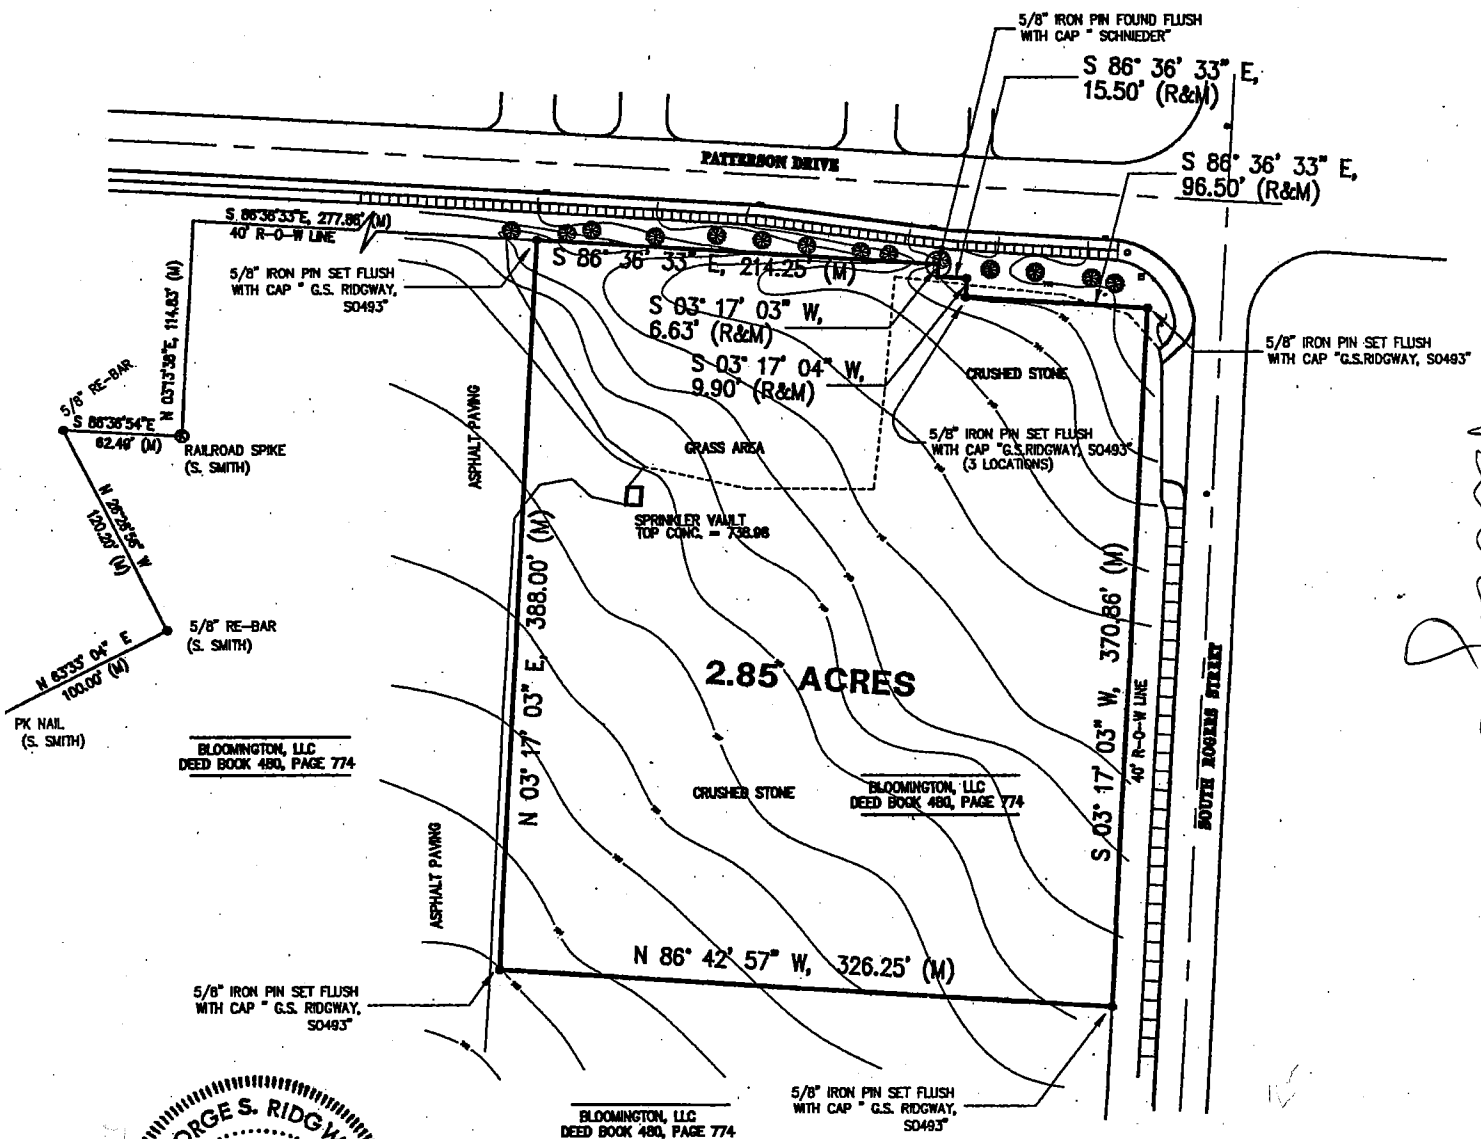 5/8" IRON PIN FOUND FLUSH
WITH CAP " SCHNIEDER"
S 86° 36' 33" E,
15.50' (R&M)
PATTERSON DRIVE
S 86° 36' 33" E,
96.50' (R&M)
S 86°36'33"E, 277.86' (M)
40' R-O-W LINE
5/8" IRON PIN SET FLUSH
WITH CAP " G.S. RIDGWAY,
S0493"
S 86° 36' 33" E, 214.25' (M)
S 03° 17' 03" W,
6.63' (R&M)
S 03° 17' 04" W,
9.90' (R&M)
N 03°13'38"E, 114.83' (M)
5/8" IRON PIN SET FLUSH
WITH CAP "G.S.RIDGWAY, S0493"
CRUSHED STONE
5/8" RE-BAR
S 86°36'54"E
62.49' (M)
RAILROAD SPIKE
(S. SMITH)
ASPHALT PAVING
GRASS AREA
5/8" IRON PIN SET FLUSH
WITH CAP "G.S.RIDGWAY, S0493"
(3 LOCATIONS)
N 26°26'56" W
120.20' (M)
SPRINKLER VAULT
TOP CONC. = 738.96
N 03° 17' 03" E, 388.00' (M)
S 03° 17' 03" W, 370.86' (M)
40' R-O-W LINE
SOUTH ROGERS STREET
5/8" RE-BAR
(S. SMITH)
N 63°33' 04" E
100.00' (M)
PK NAIL
(S. SMITH)
2.85 ACRES
BLOOMINGTON, LLC
DEED BOOK 480, PAGE 774
CRUSHED STONE
BLOOMINGTON, LLC
DEED BOOK 480, PAGE 774
ASPHALT PAVING
N 86° 42' 57" W, 326.25' (M)
5/8" IRON PIN SET FLUSH
WITH CAP " G.S. RIDGWAY,
S0493"
5/8" IRON PIN SET FLUSH
WITH CAP " G.S. RIDGWAY,
S0493"
BLOOMINGTON, LLC
DEED BOOK 480, PAGE 774
ORGE S. RIDGW